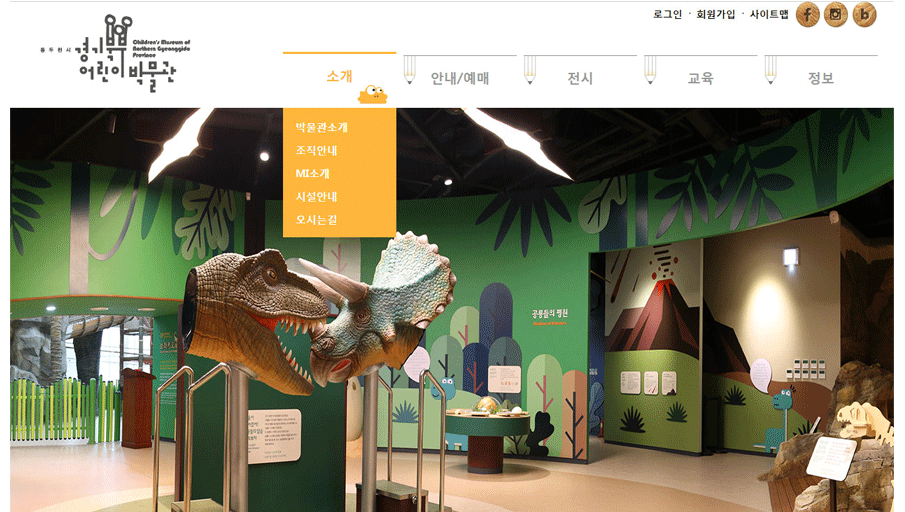 로그인 · 회원가입 · 사이트맵
동두천시 경기북부
어린이박물관
Children's Museum of
Northern Gyeonggido
Province
소개
안내/예매
전시
교육
정보
박물관소개
조직안내
MI소개
시설안내
오시는길
공룡들의 평원